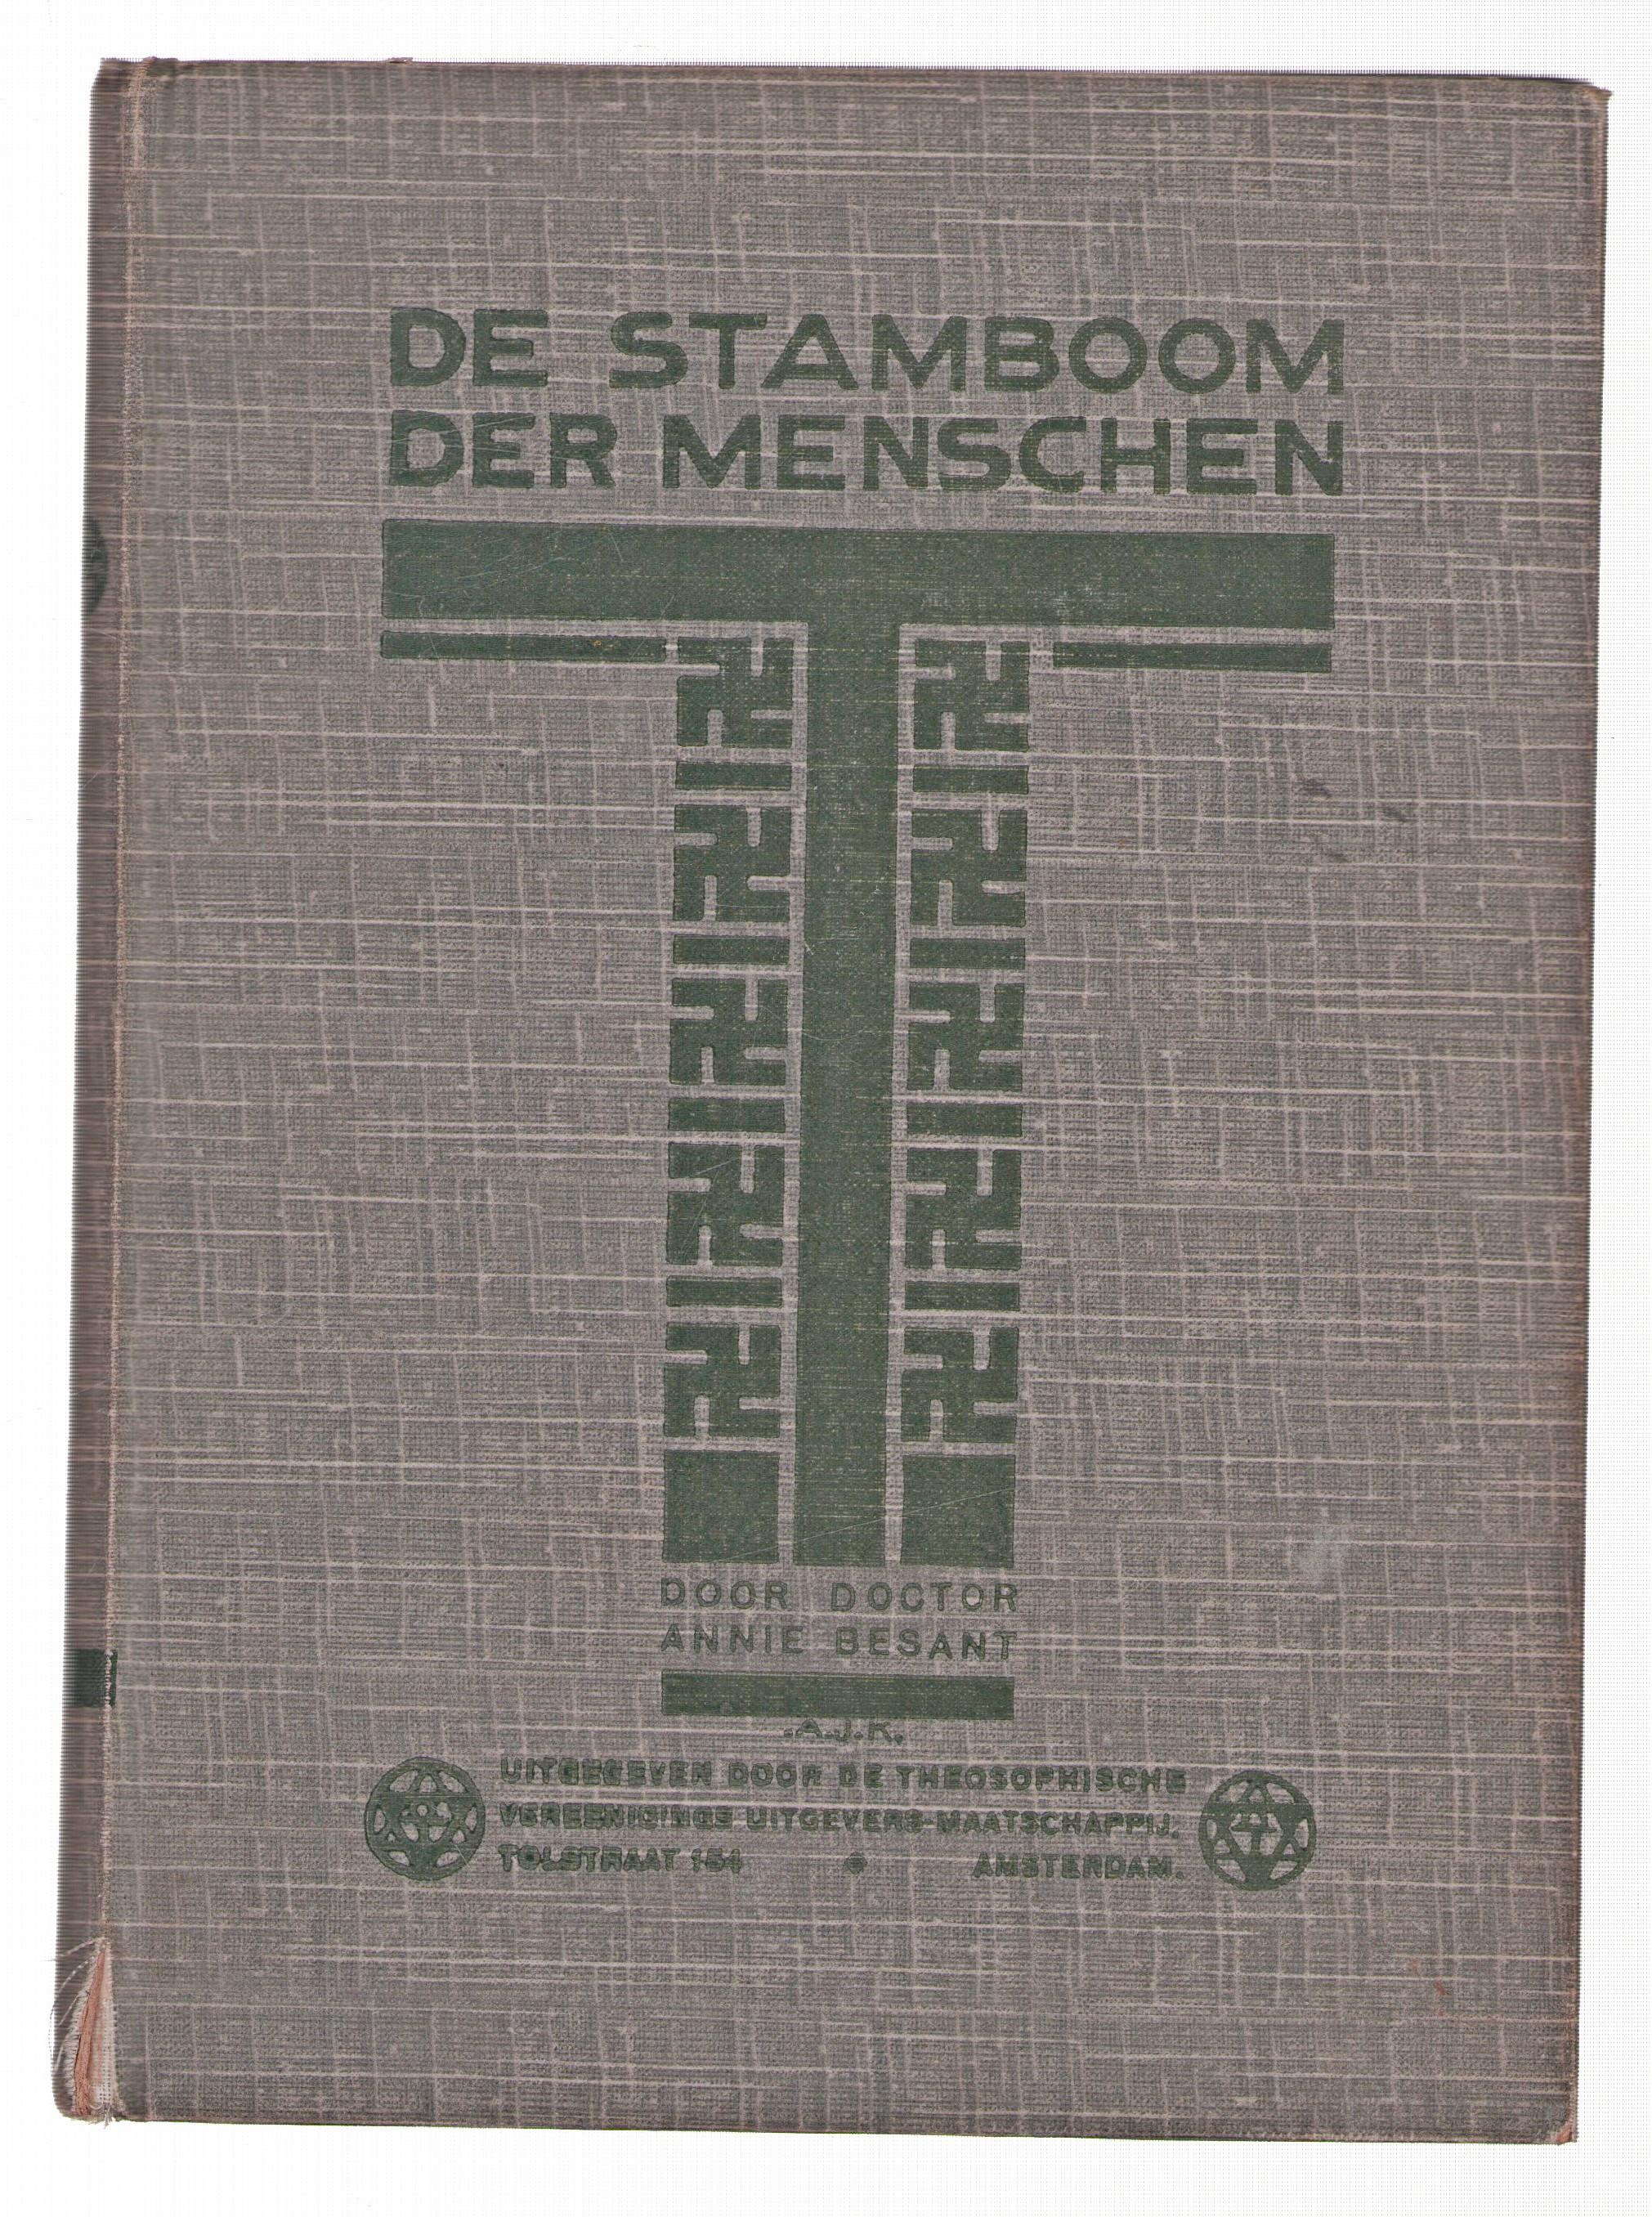 DE STAMBOOM
DER MENSCHEN
DOOR DOCTOR
ANNIE BESANT
.A.J.K.
UITGEGEVEN DOOR DE THEOSOPHISCHE
VEREENIGINGS UITGEVERS-MAATSCHAPPIJ.
TOLSTRAAT 154 AMSTERDAM.